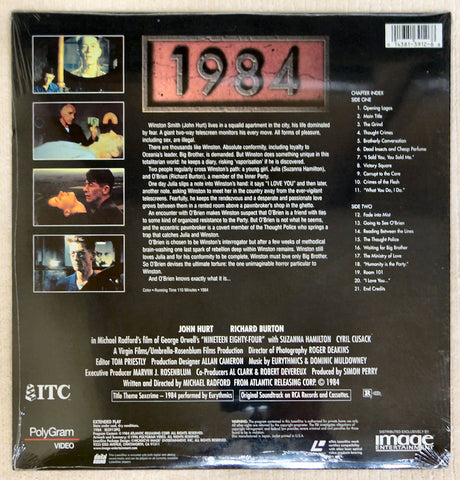 1984
6 14381-3912-6 8
CHAPTER INDEX
SIDE ONE
1. Opening Logos
2. Main Title
3. The Grind
4. Thought Crimes
5. Brotherly Conversation
6. Dead Insects and Cheap Perfume
7. "I Sold You, You Sold Me."
8. Victory Square
9. Corrupt to the Core
10. Crimes of the Flesh
11. "What You Do, I Do."
SIDE TWO
12. Fade into Mist
13. Going to See O'Brien
14. Reading Between the Lines
15. The Thought Police
16. Waiting for Big Brother
17. The Ministry of Love
18. "Humanity is the Party."
19. Room 101
20. "I Love You..."
21. End Credits
Winston Smith (John Hurt) lives in a squalid apartment in the city, his life dominated
by fear. A giant two-way telescreen monitors his every move. All forms of pleasure,
including sex, are illegal.
There are thousands like Winston. Absolute conformity, including loyalty to
Oceania's leader, Big Brother, is demanded. But Winston does something unique in this
totalitarian world: he keeps a diary, risking "vaporisation" if he is discovered.
Two people regularly cross Winston's path: a young girl, Julia (Suzanna Hamilton),
and O'Brien (Richard Burton), a member of the Inner Party.
One day Julia slips a note into Winston's hand: it says "I LOVE YOU" and then later,
another note, asking Winston to meet her in the country away from the ever-vigilant
telescreens. Fearfully, he keeps the rendezvous and a desperate and passionate love
grows between them in a rented room above a pawnbroker's shop in the ghetto.
An encounter with O'Brien makes Winston suspect that O'Brien is a friend with ties
to some kind of organized resistance to the Party. But O'Brien is not what he seems,
and the eccentric pawnbroker is a covert member of the Thought Police who springs a
trap that catches Julia and Winston.
O'Brien is chosen to be Winston's interrogator but after a few weeks of methodical
brain-washing one last spark of rebellion deep within Winston remains. Winston still
loves Julia and for his conformity to be complete, Winston must love only Big Brother.
So O'Brien devises the ultimate torture: the one unimaginable horror particular to
Winston.
And O'Brien knows exactly what it is...
Color • Running Time 110 Minutes • 1984
JOHN HURT RICHARD BURTON
in Michael Radford's film of George Orwell's "NINETEEN EIGHTY-FOUR" with SUZANNA HAMILTON CYRIL CUSACK
A Virgin Films/Umbrella-Rosenblum Films Production Director of Photography ROGER DEAKINS
Editor TOM PRIESTLY Production Designer ALLAN CAMERON Music by EURYTHMICS & DOMINIC MULDOWNEY
Executive Producer MARVIN J. ROSENBLUM Co-Producers AL CLARK & ROBERT DEVEREUX Produced by SIMON PERRY
Written and Directed by MICHAEL RADFORD FROM ATLANTIC RELEASING CORP. © 1984
Title Theme Sexcrime - 1984 performed by Eurythmics Original Soundtrack on RCA Records and Cassettes.
R
ITC
PolyGram
VIDEO
EXTENDED PLAY
DISTRIBUTED EXCLUSIVELY BY
image
ENTERTAINMENT